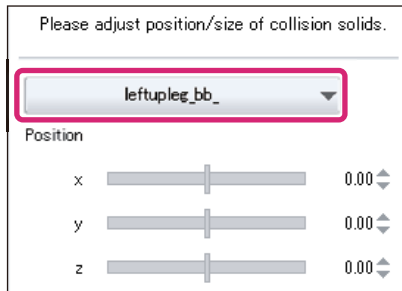 Please adjust position/size of collision solids.
leftupleg_bb_
Position
x 0.00
y 0.00
z 0.00